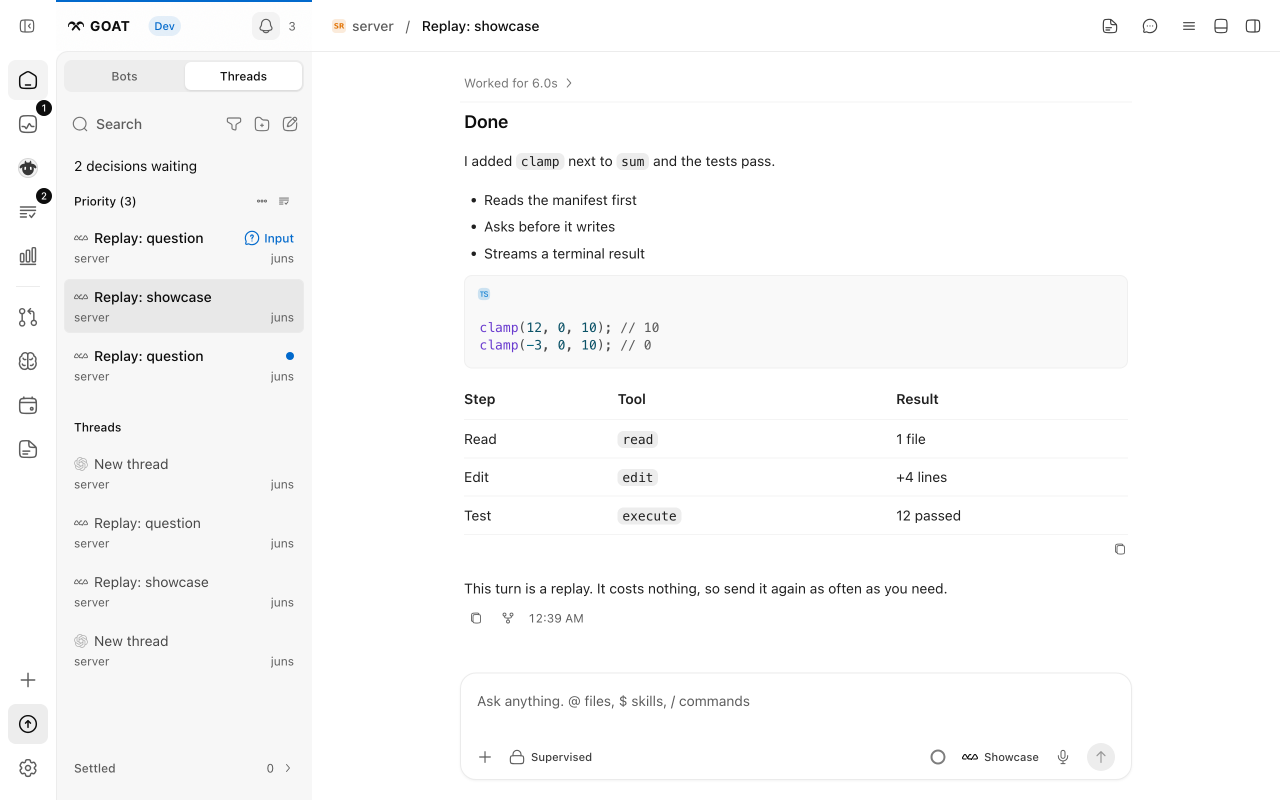 GOAT
Dev
3
SR server / Replay: showcase
Bots
Threads
1
Search
2 decisions waiting
2
Priority (3)
Replay: question
Input
server
juns
Replay: showcase
server
juns
Replay: question
server
juns
Threads
New thread
server
juns
Replay: question
server
juns
Replay: showcase
server
juns
New thread
server
juns
Settled
0
Worked for 6.0s
Done
I added clamp next to sum and the tests pass.
• Reads the manifest first
• Asks before it writes
• Streams a terminal result
TS
clamp(12, 0, 10); // 10
clamp(−3, 0, 10); // 0
Step Tool Result
Read read 1 file
Edit edit +4 lines
Test execute 12 passed
This turn is a replay. It costs nothing, so send it again as often as you need.
12:39 AM
Ask anything. @ files, $ skills, / commands
Supervised
Showcase